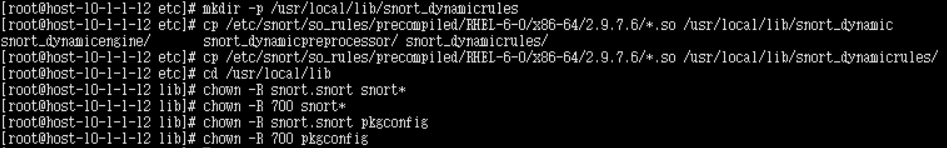 [root@host-10-1-1-12 etc]# mkdir -p /usr/local/lib/snort_dynamicrules
[root@host-10-1-1-12 etc]# cp /etc/snort/so_rules/precompiled/RHEL-6-0/x86-64/2.9.7.6/*.so /usr/local/lib/snort_dynamic
snort_dynamicengine/ snort_dynamicpreprocessor/ snort_dynamicrules/
[root@host-10-1-1-12 etc]# cp /etc/snort/so_rules/precompiled/RHEL-6-0/x86-64/2.9.7.6/*.so /usr/local/lib/snort_dynamicrules/
[root@host-10-1-1-12 etc]# cd /usr/local/lib
[root@host-10-1-1-12 lib]# chown -R snort.snort snort*
[root@host-10-1-1-12 lib]# chown -R 700 snort*
[root@host-10-1-1-12 lib]# chown -R snort.snort pkgconfig
[root@host-10-1-1-12 lib]# chown -R 700 pkgconfig